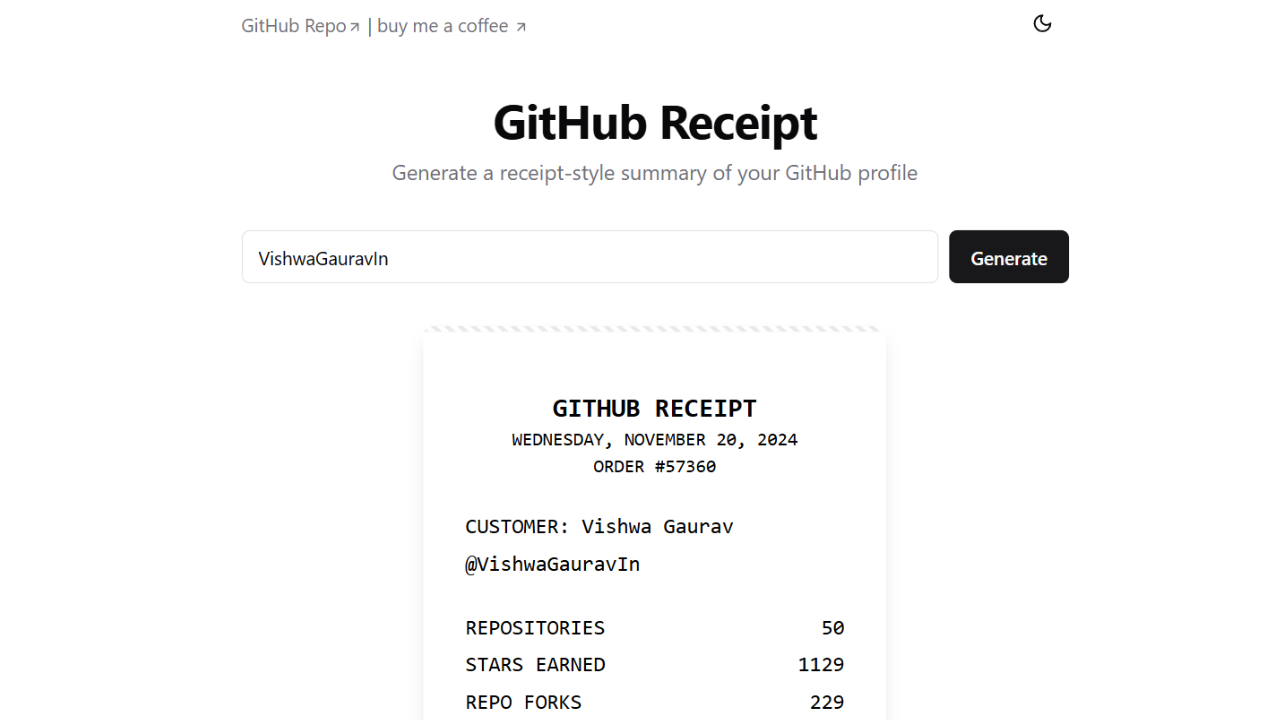 GitHub Repo↗ | buy me a coffee ↗
GitHub Receipt
Generate a receipt-style summary of your GitHub profile
VishwaGauravIn
Generate
GITHUB RECEIPT
WEDNESDAY, NOVEMBER 20, 2024
ORDER #57360
CUSTOMER: Vishwa Gaurav
@VishwaGauravIn
REPOSITORIES 50
STARS EARNED 1129
REPO FORKS 229